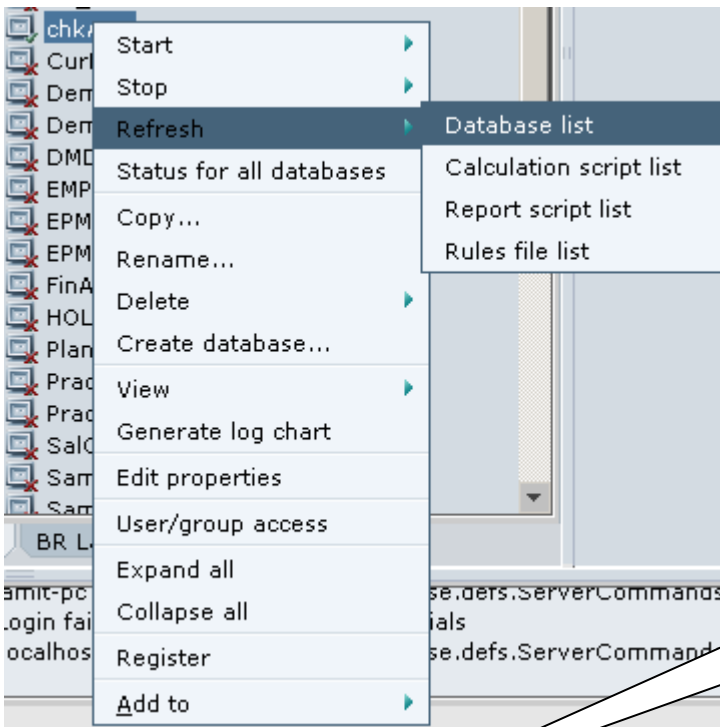 chk
Curl
Dem
Dem
DMD
EMP
EPM
EPM
FinA
HOL
Plan
Prac
Prac
Sam
Sam
BR L
Start
Stop
Refresh
Status for all databases
Copy...
Rename...
Delete
Create database...
View
Generate log chart
Edit properties
User/group access
Expand all
Collapse all
Register
Add to
Database list
Calculation script list
Report script list
Rules file list
amit-pc
se.defs.ServerCommands
Login fai
ials
ocalhos
se.defs.ServerCommand